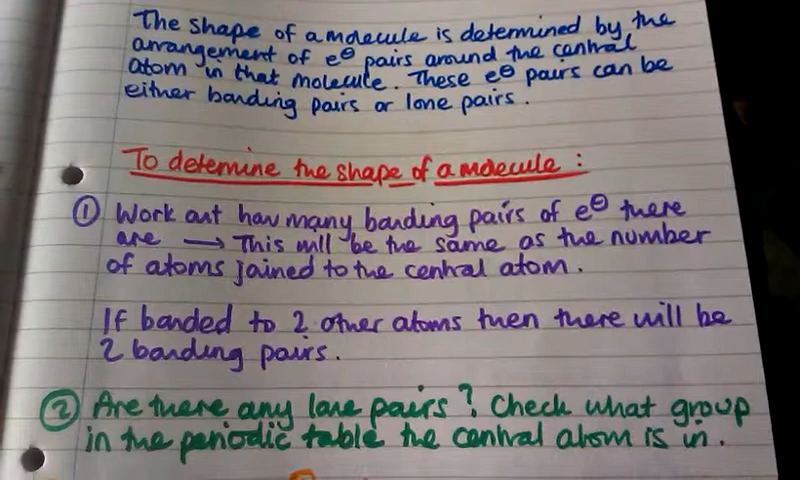 The shape of a molecule is determined by the
arrangement of e⊖ pairs around the central
atom in that molecule. These e⊖ pairs can be
either bonding pairs or lone pairs.
To detemine the shape of a molecule:
① Work out how many bonding pairs of e⊖ there
are → This will be the same as the number
of atoms joined to the central atom.
If bonded to 2 other atoms then there will be
2 bonding pairs.
② Are there any lone pairs? Check what group
in the periodic table the central atom is in.